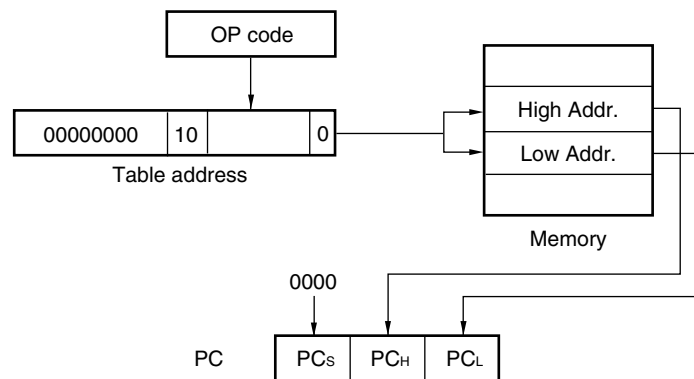 OP code
00000000 10 0
Table address
High Addr.
Low Addr.
Memory
0000
PC PCS PCH PCL